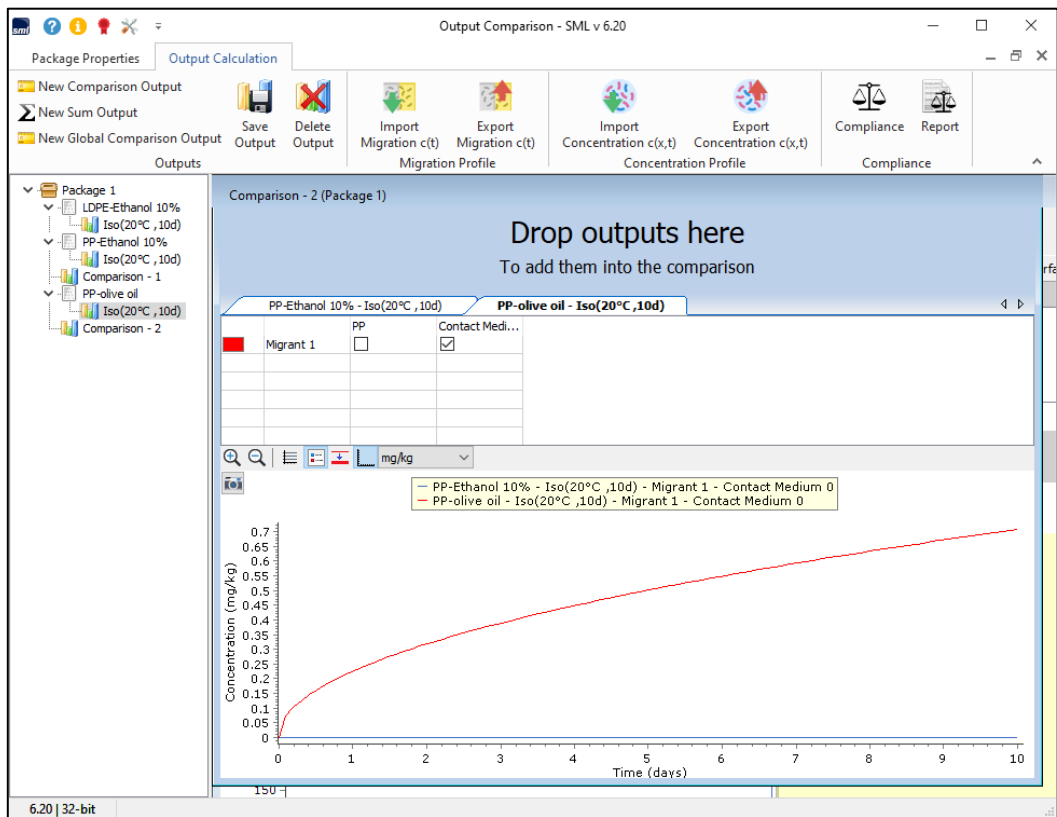 sml
Output Comparison - SML v 6.20
Package Properties
Output Calculation
New Comparison Output
New Sum Output
New Global Comparison Output
Outputs
Save
Output
Delete
Output
Import
Migration c(t)
Export
Migration c(t)
Migration Profile
Import
Concentration c(x,t)
Export
Concentration c(x,t)
Concentration Profile
Compliance
Report
Compliance
Package 1
LDPE-Ethanol 10%
Iso(20°C ,10d)
PP-Ethanol 10%
Iso(20°C ,10d)
Comparison - 1
PP-olive oil
Iso(20°C ,10d)
Comparison - 2
Comparison - 2 (Package 1)
Drop outputs here
To add them into the comparison
rfa
PP-Ethanol 10% - Iso(20°C ,10d)
PP-olive oil - Iso(20°C ,10d)
PP
Contact Medi...
Migrant 1
mg/kg
PP-Ethanol 10% - Iso(20°C ,10d) - Migrant 1 - Contact Medium 0
PP-olive oil - Iso(20°C ,10d) - Migrant 1 - Contact Medium 0
Concentration (mg/kg)
0.7
0.65
0.6
0.55
0.5
0.45
0.4
0.35
0.3
0.25
0.2
0.15
0.1
0.05
0
0 1 2 3 4 5 6 7 8 9 10
Time (days)
150
6.20 | 32-bit